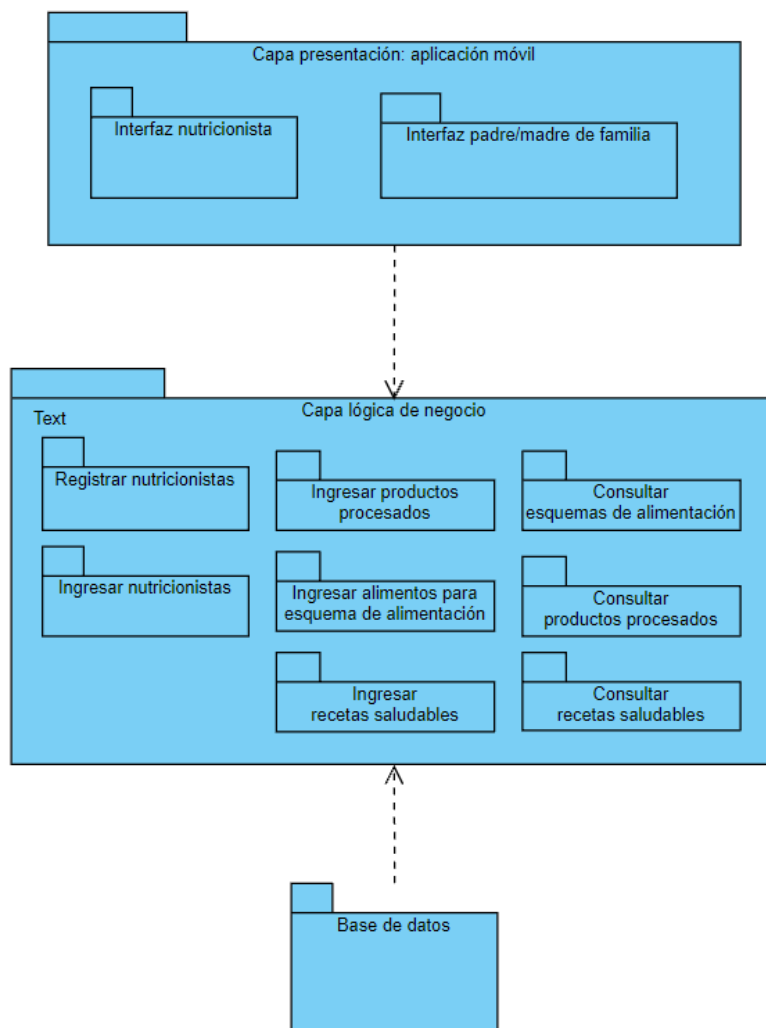 Capa presentación: aplicación móvil
Interfaz nutricionista
Interfaz padre/madre de familia
Capa lógica de negocio
Text
Registrar nutricionistas
Ingresar productos
procesados
Consultar
esquemas de alimentación
Ingresar nutricionistas
Ingresar alimentos para
esquema de alimentación
Consultar
productos procesados
Ingresar
recetas saludables
Consultar
recetas saludables
Base de datos